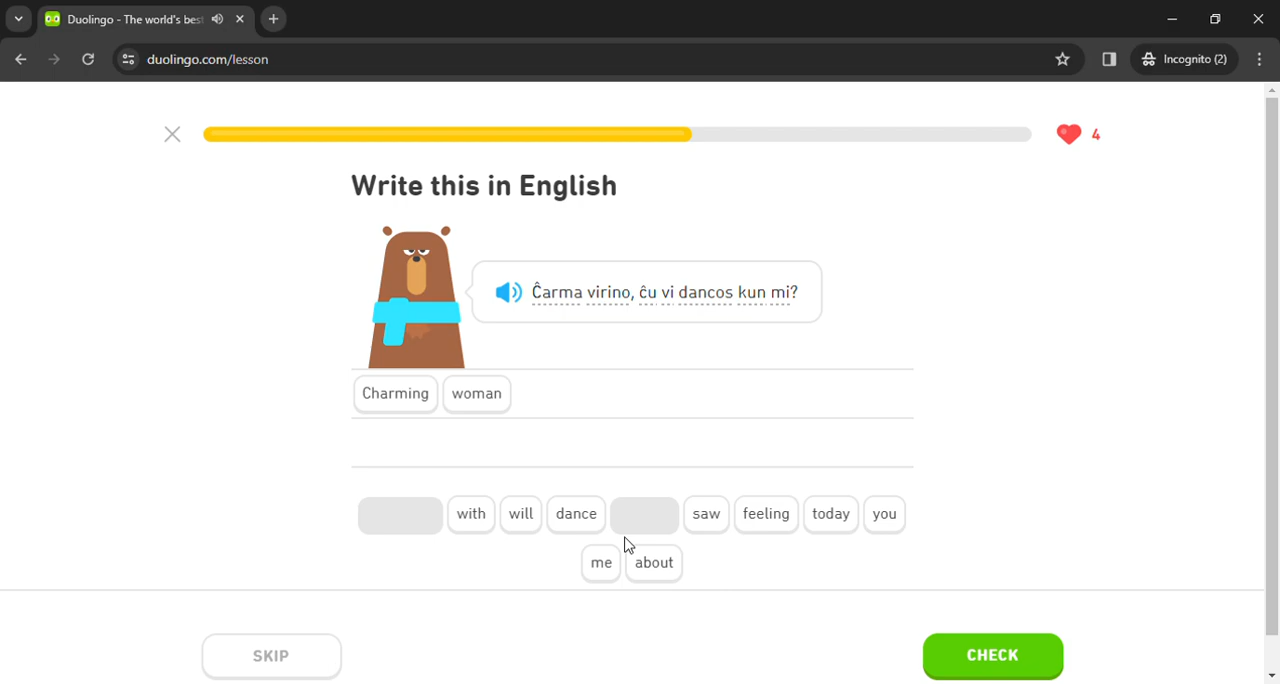 Duolingo - The world's bes
duolingo.com/lesson
Incognito (2)
4
Write this in English
Ĉarma virino, ĉu vi dancos kun mi?
Charming woman
with will dance saw feeling today you
me about
SKIP CHECK